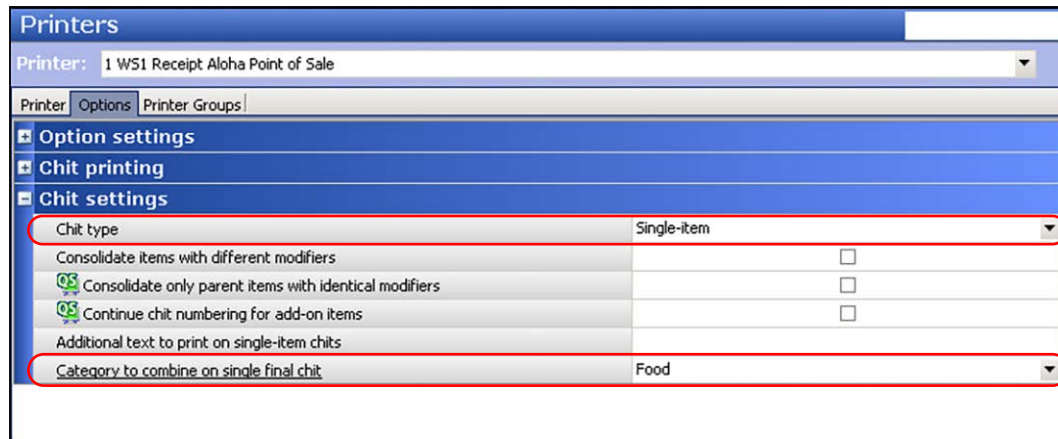 Printers
Printer: 1 WS1 Receipt Aloha Point of Sale
Printer Options Printer Groups
Option settings
Chit printing
Chit settings
Chit type Single-item
Consolidate items with different modifiers
QS Consolidate only parent items with identical modifiers
QS Continue chit numbering for add-on items
Additional text to print on single-item chits
Category to combine on single final chit Food